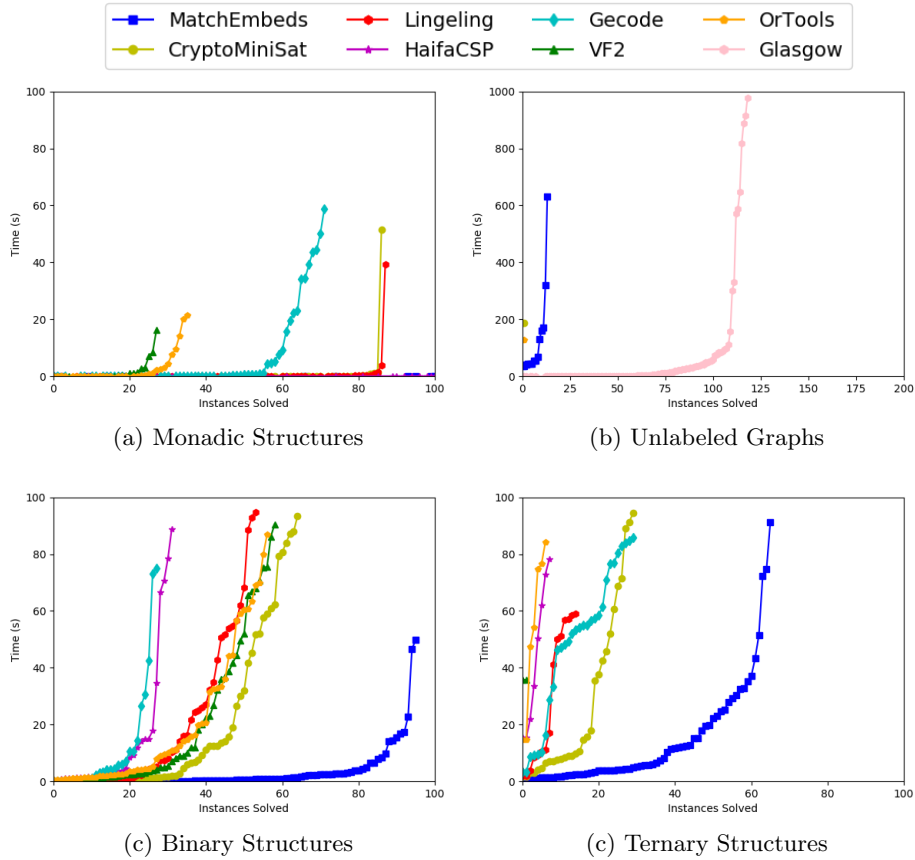 MatchEmbeds Lingeling Gecode OrTools
CryptoMiniSat HaifaCSP VF2 Glasgow
100
80
60
40
20
0
Time (s)
0 20 40 60 80 100
Instances Solved
(a) Monadic Structures
1000
800
600
400
200
0
Time (s)
0 25 50 75 100 125 150 175 200
Instances Solved
(b) Unlabeled Graphs
100
80
60
40
20
0
Time (s)
0 20 40 60 80 100
Instances Solved
(c) Binary Structures
100
80
60
40
20
0
Time (s)
0 20 40 60 80 100
Instances Solved
(c) Ternary Structures